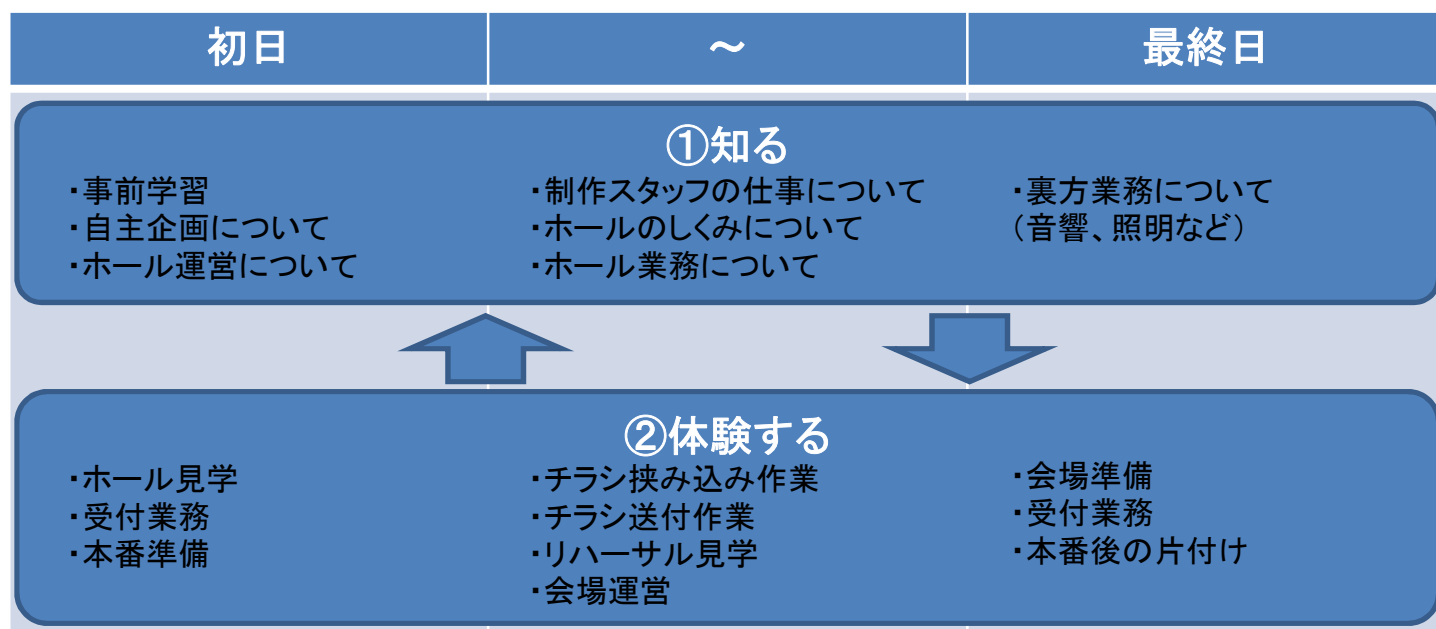 初日
～
最終日
①知る
・事前学習
・自主企画について
・ホール運営について
・制作スタッフの仕事について
・ホールのしくみについて
・ホール業務について
・裏方業務について
（音響、照明など）
②体験する
・ホール見学
・受付業務
・本番準備
・チラシ挟み込み作業
・チラシ送付作業
・リハーサル見学
・会場運営
・会場準備
・受付業務
・本番後の片付け